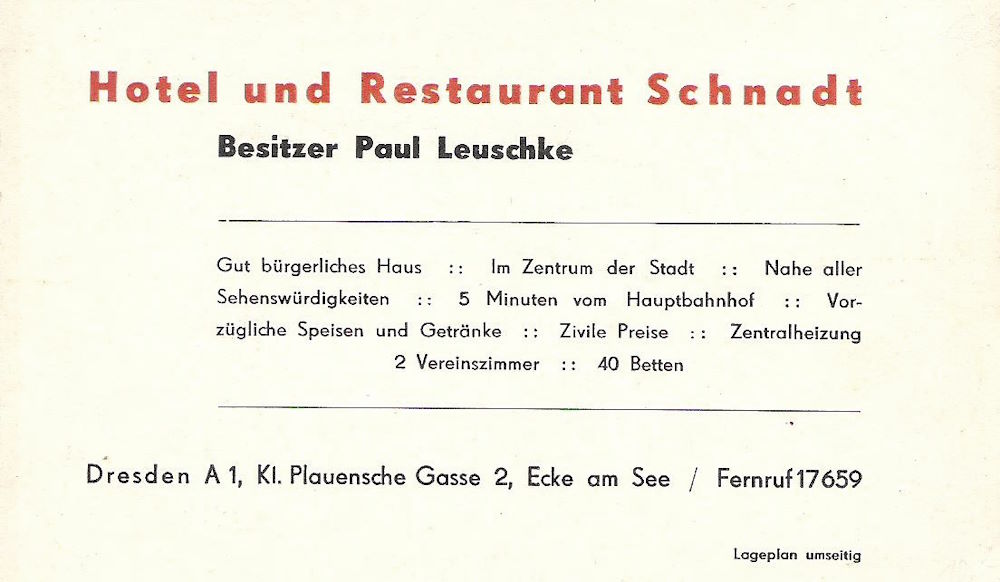 Hotel und Restaurant Schnadt
Besitzer Paul Leuschke
Gut bürgerliches Haus :: Im Zentrum der Stadt :: Nahe aller
Sehenswürdigkeiten :: 5 Minuten vom Hauptbahnhof :: Vor-
zügliche Speisen und Getränke :: Zivile Preise :: Zentralheizung
2 Vereinszimmer :: 40 Betten
Dresden A 1, Kl. Plauensche Gasse 2, Ecke am See / Fernruf 17659
Lageplan umseitig